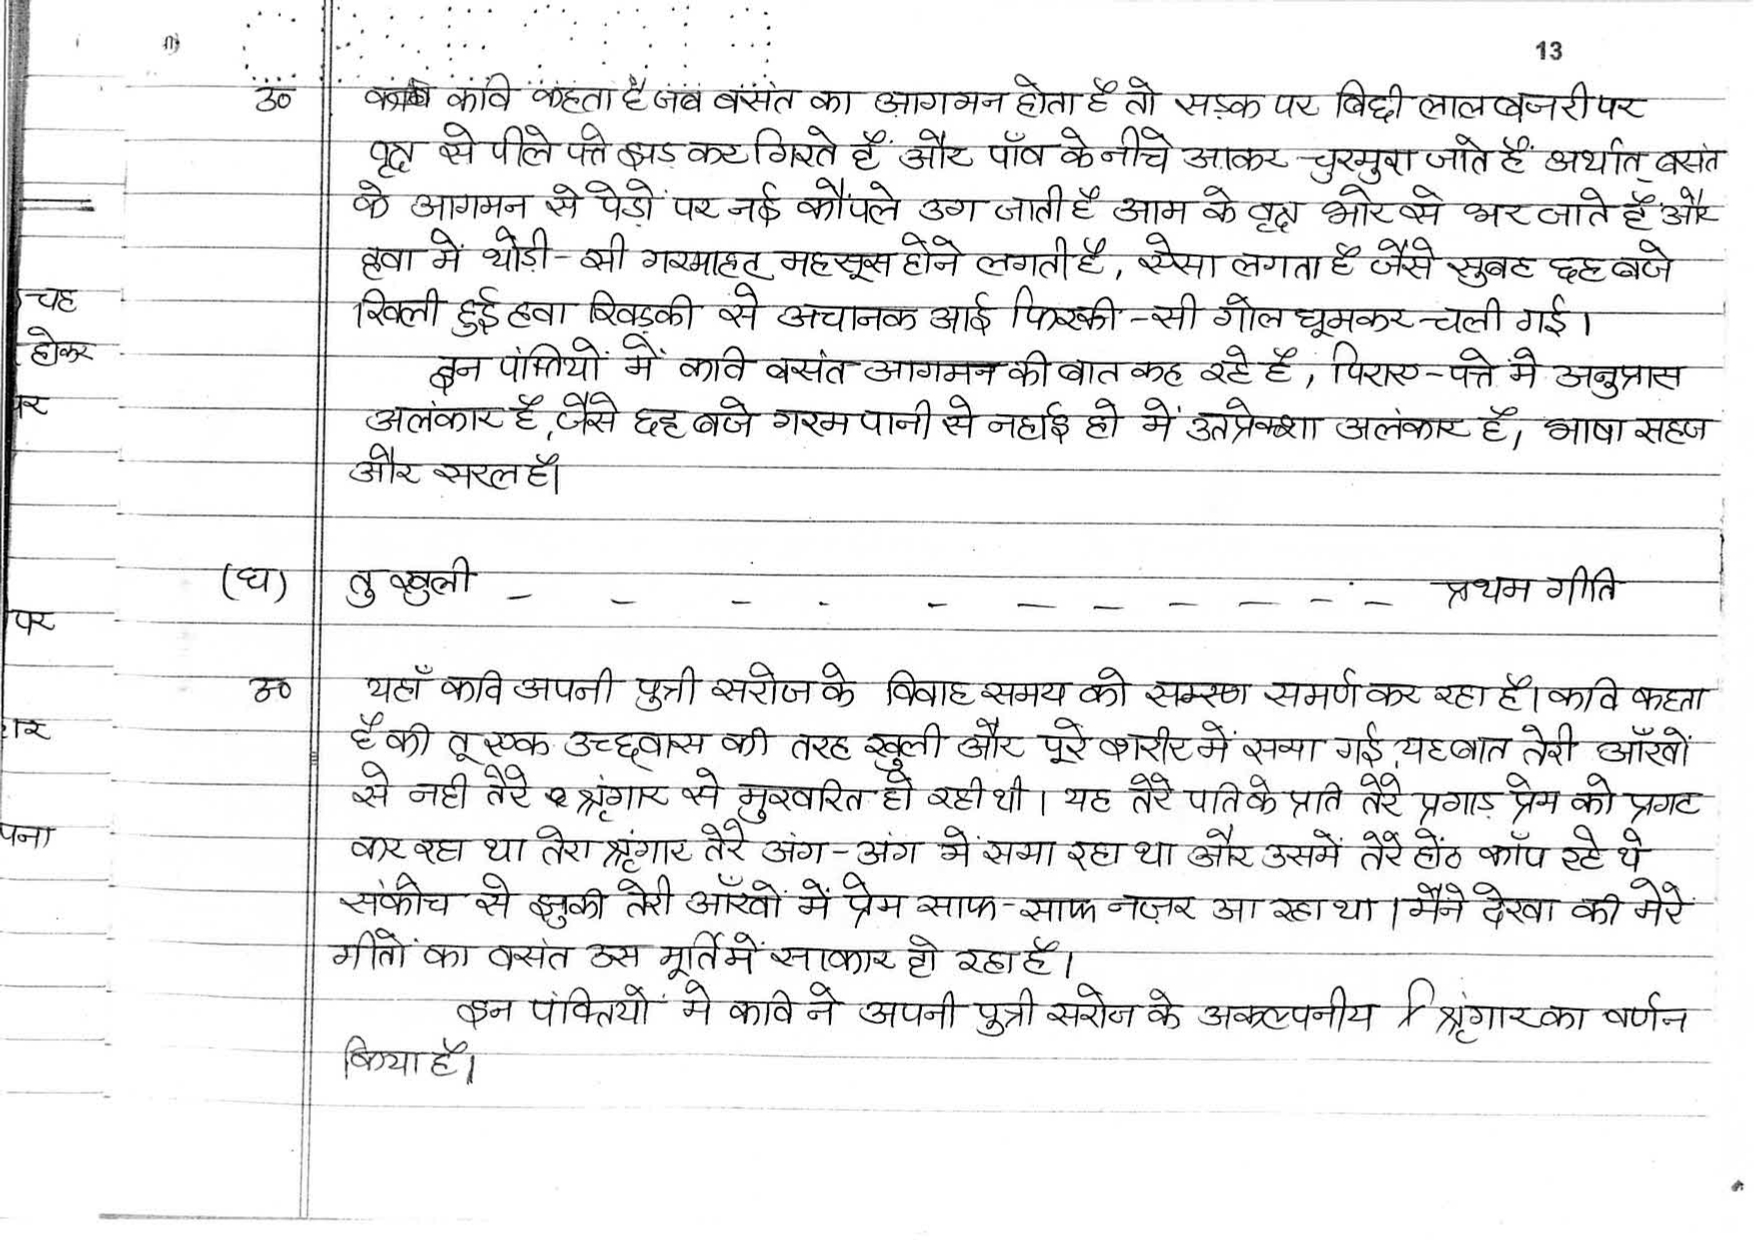 13
उ० कवि कहता है जब बसंत का आगमन होता है तो सड़क पर बिछी लाल बजरी पर
वृक्ष से पीले पत्ते झड़ कर गिरते हैं और पाँव के नीचे आकर चुरमुरा जाते हैं अर्थात् बसंत
के आगमन से पेड़ों पर नई कौंपले उग जाती है आम के वृक्ष भोर से भर जाते हैं और
हवा में थोड़ी-सी गरमाहट महसूस होने लगती है, ऐसा लगता है जैसे सुबह छह बजे
खिली हुई हवा खिड़की से अचानक आई फिरकी-सी गोल घूमकर चली गई।
इन पंक्तियों में कवि बसंत आगमन की बात कह रहे है, पिराए-पत्ते मे अनुप्रास
अलंकार है, जैसे छह बजे गरम पानी से नहाई हो में उतप्रेक्शा अलंकार है, भाषा सहज
और सरल है।
(घ) तु खुली _ _ _ _ _ _ _ _ _ _ _ _ प्रथम गीति
उ० यहाँ कवि अपनी पुत्री सरोज के विवाह समय को समर्ण कर रहा है। कवि कहता
है की तू एक उच्छ्वास की तरह खुली और पूरे शरीर में समा गई, यह बात तेरी आँखों
से नही तेरे श्रृंगार से मुखरित हो रही थी। यह तेरे पति के प्रति तेरे प्रगाड़ प्रेम को प्रगट
कर रहा था तेरा श्रृंगार तेरे अंग-अंग में समा रहा था और उसमें तेरे होंठ काँप रहे थे
संकोच से झुकी तेरी आँखों में प्रेम साफ-साफ नज़र आ रहा था। मैने देखा की मेरे
गीतों का वसंत उस मूर्ति में साकार हो रहा है।
इन पंक्तियों मे कवि ने अपनी पुत्री सरोज के अकल्पनीय श्रृंगार का वर्णन
किया है।
चह
होकर
पर
पर
पना